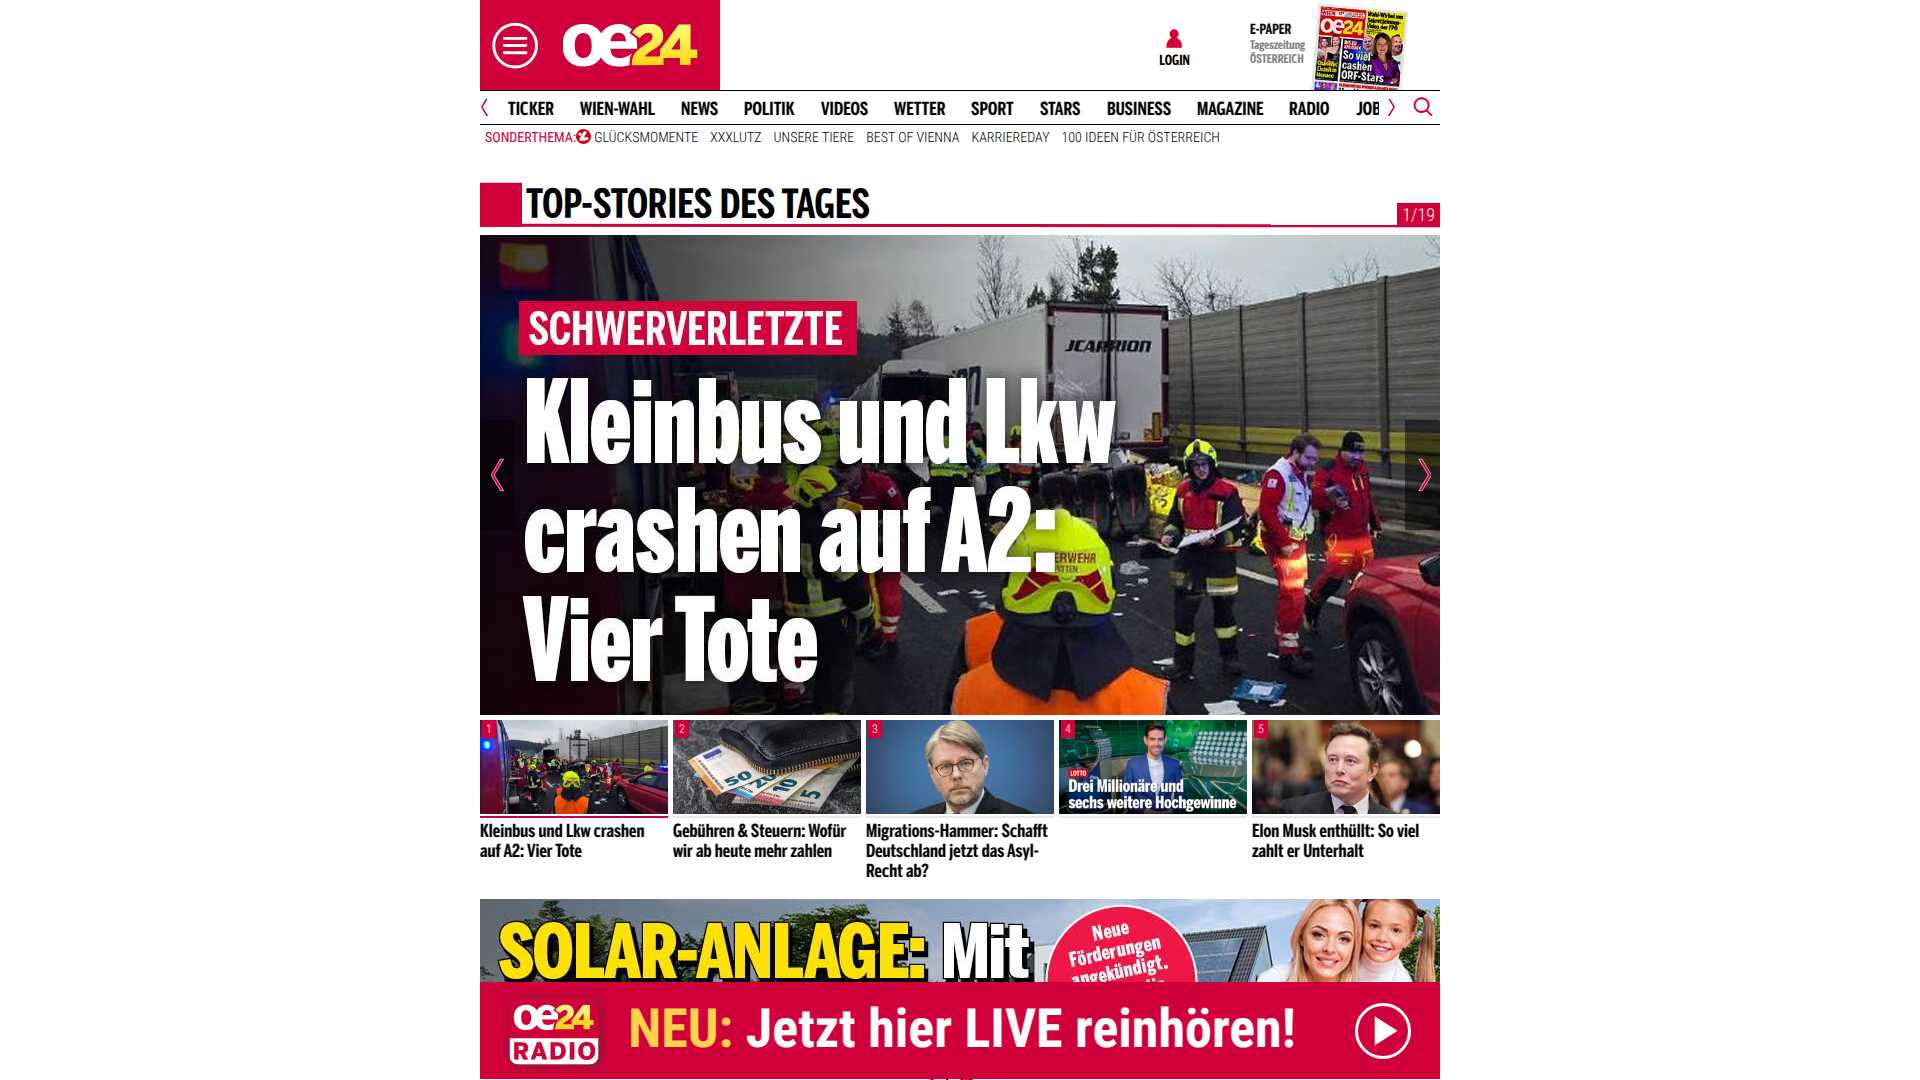 oe24
LOGIN
E-PAPER
Tageszeitung
ÖSTERREICH
oe24
So viel
cashen
ORF-Stars
TICKER WIEN-WAHL NEWS POLITIK VIDEOS WETTER SPORT STARS BUSINESS MAGAZINE RADIO JOB
SONDERTHEMA: GLÜCKSMOMENTE XXXLUTZ UNSERE TIERE BEST OF VIENNA KARRIEREDAY 100 IDEEN FÜR ÖSTERREICH
TOP-STORIES DES TAGES
1/19
JCARRION
SCHWERVERLETZTE
Kleinbus und Lkw
crashen auf A2:
Vier Tote
1
2
3
4
5
50 20 10 5
LOTTO
Drei Millionäre und
sechs weitere Hochgewinne
Kleinbus und Lkw crashen
auf A2: Vier Tote
Gebühren & Steuern: Wofür
wir ab heute mehr zahlen
Migrations-Hammer: Schafft
Deutschland jetzt das Asyl-
Recht ab?
Elon Musk enthüllt: So viel
zahlt er Unterhalt
SOLAR-ANLAGE: Mit
Neue
Förderungen
angekündigt.
oe24
RADIO
NEU: Jetzt hier LIVE reinhören!